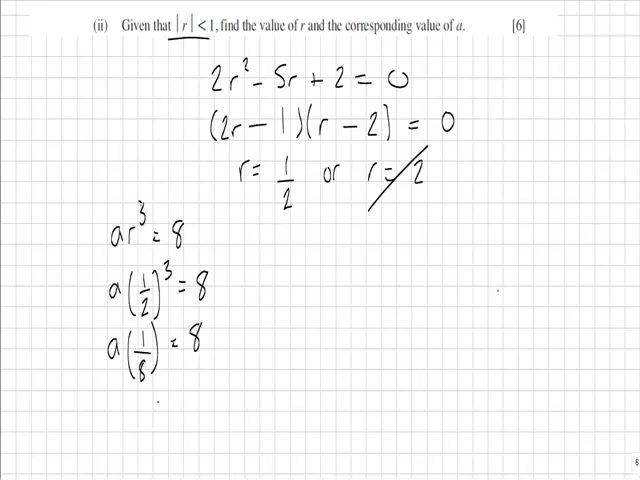 (ii) Given that | r | < 1, find the value of r and the corresponding value of a. [6]
2r² - 5r + 2 = 0
(2r - 1)(r - 2) = 0
r = 1/2 or r = 2
ar³ = 8
a(1/2)³ = 8
a(1/8) = 8
6